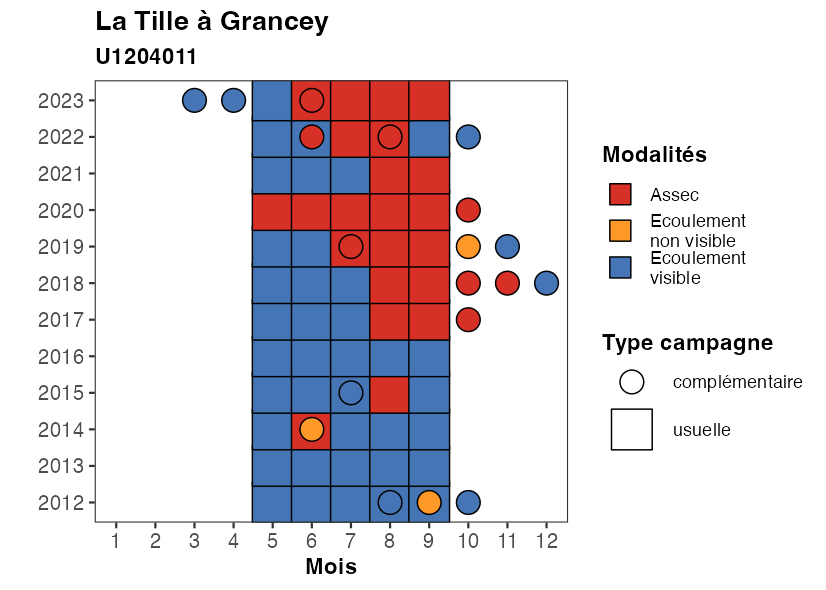 La Tille à Grancey
U1204011
2023
2022
2021
2020
2019
2018
2017
2016
2015
2014
2013
2012
1 2 3 4 5 6 7 8 9 10 11 12
Mois
Modalités
Assec
Ecoulement
non visible
Ecoulement
visible
Type campagne
complémentaire
usuelle